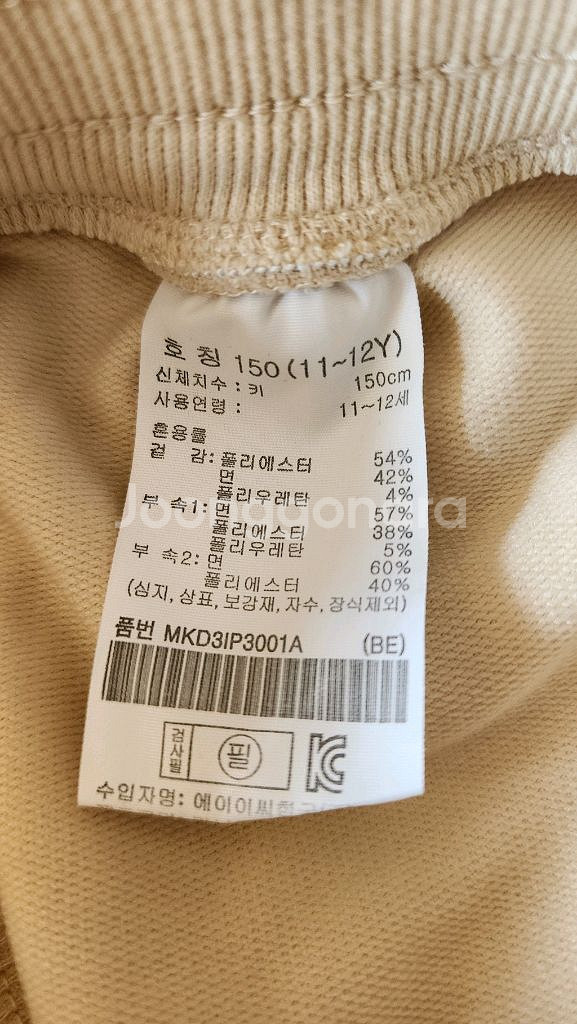 호 칭 150(11~12Y)
신체치수 : 키 150cm
사용연령 : 11~12세
혼용률
겉 감: 폴리에스터 54%
면 42%
폴리우레탄 4%
부 속1: 면 57%
폴리에스터 38%
폴리우레탄 5%
부 속2: 면 60%
폴리에스터 40%
(심지, 상표, 보강재, 자수, 장식제외)
품번 MKD3IP3001A (BE)
검사필 필
수입자명: 에이이씨
Joongonara